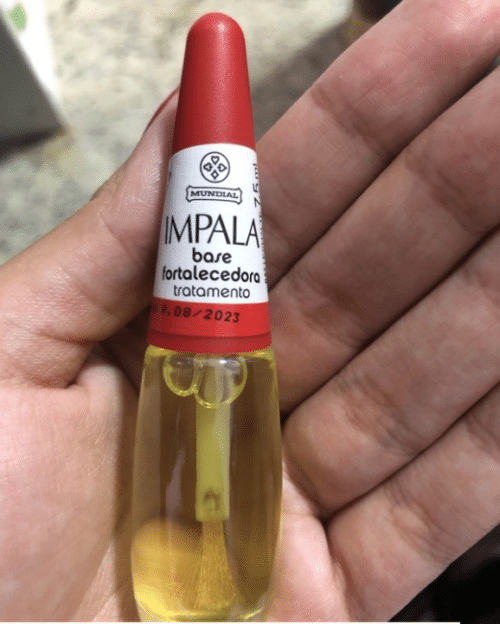 MUNDIAL
IMPALA
base
fortalecedora
tratamento
.08/2023
7,5 ml